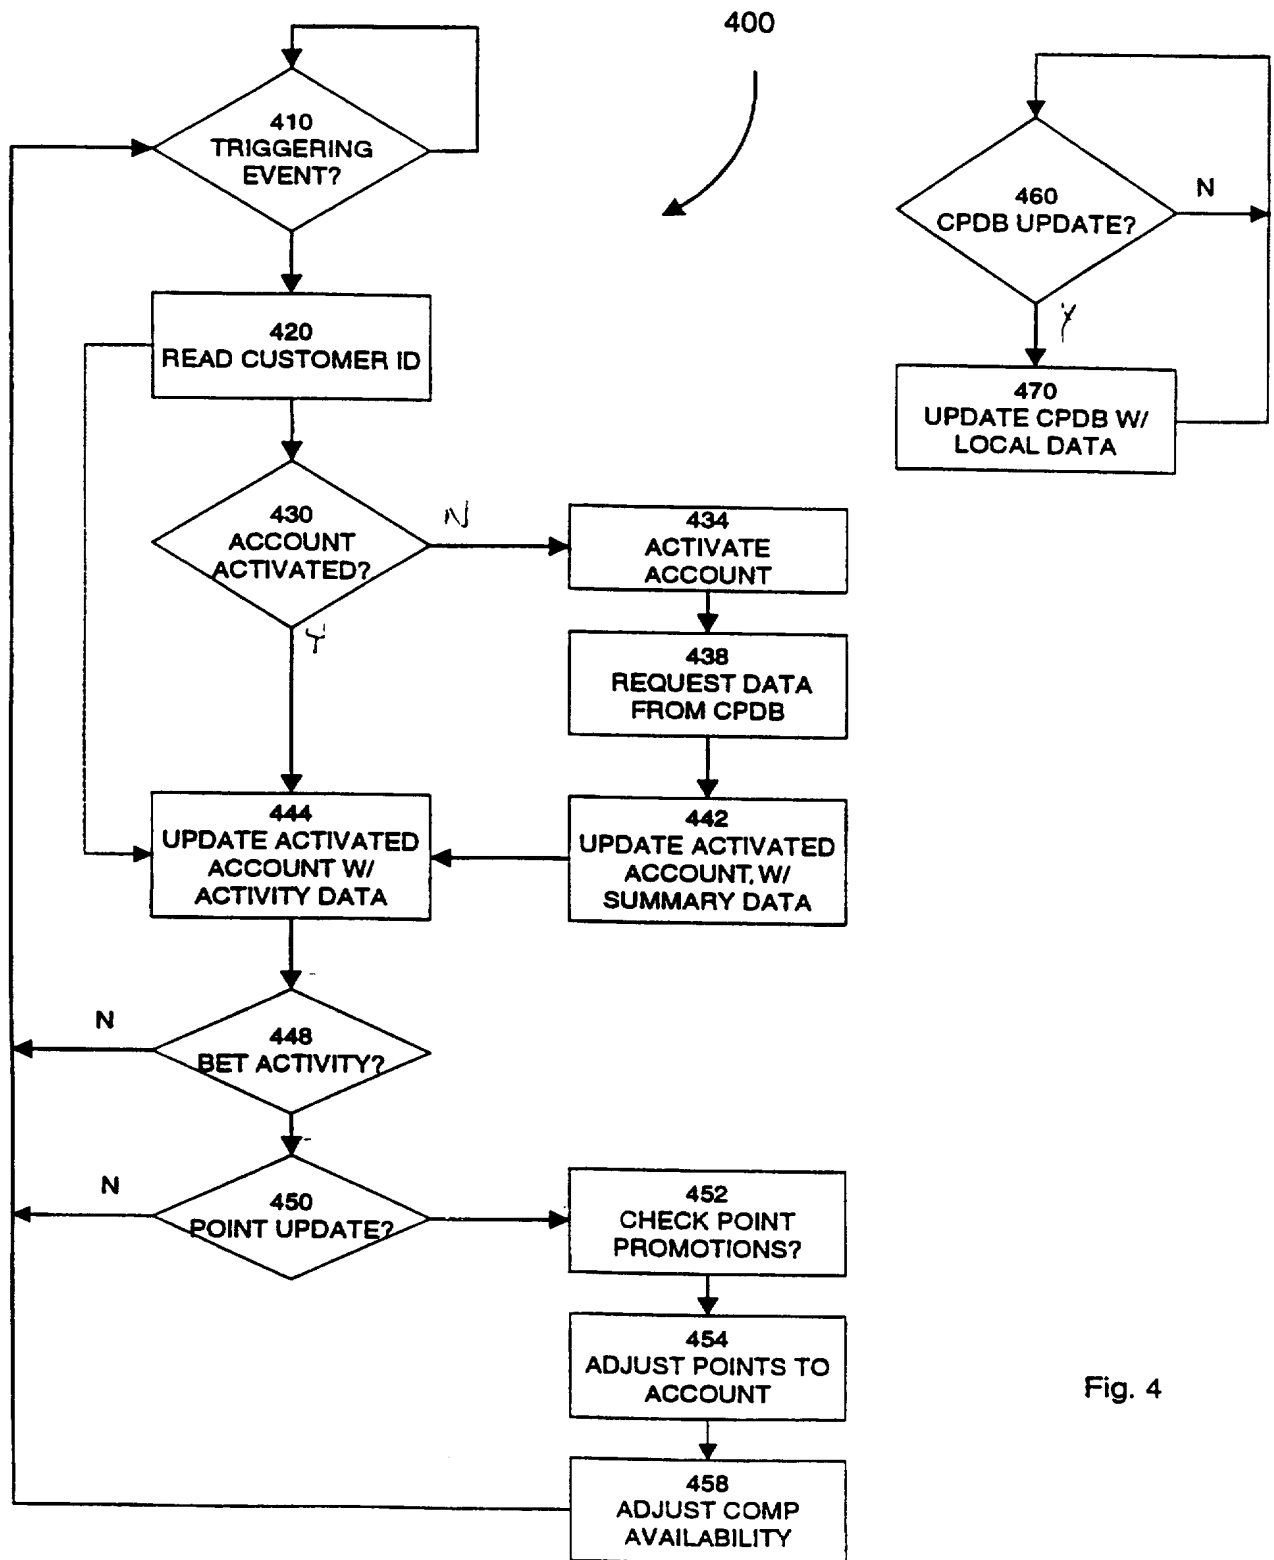 400
410
TRIGGERING
EVENT?
460
CPDB UPDATE?
N
Y
420
READ CUSTOMER ID
470
UPDATE CPDB W/
LOCAL DATA
430
ACCOUNT
ACTIVATED?
N
Y
434
ACTIVATE
ACCOUNT
438
REQUEST DATA
FROM CPDB
444
UPDATE ACTIVATED
ACCOUNT W/
ACTIVITY DATA
442
UPDATE ACTIVATED
ACCOUNT, W/
SUMMARY DATA
N
448
BET ACTIVITY?
N
450
POINT UPDATE?
452
CHECK POINT
PROMOTIONS?
454
ADJUST POINTS TO
ACCOUNT
458
ADJUST COMP
AVAILABILITY
Fig. 4